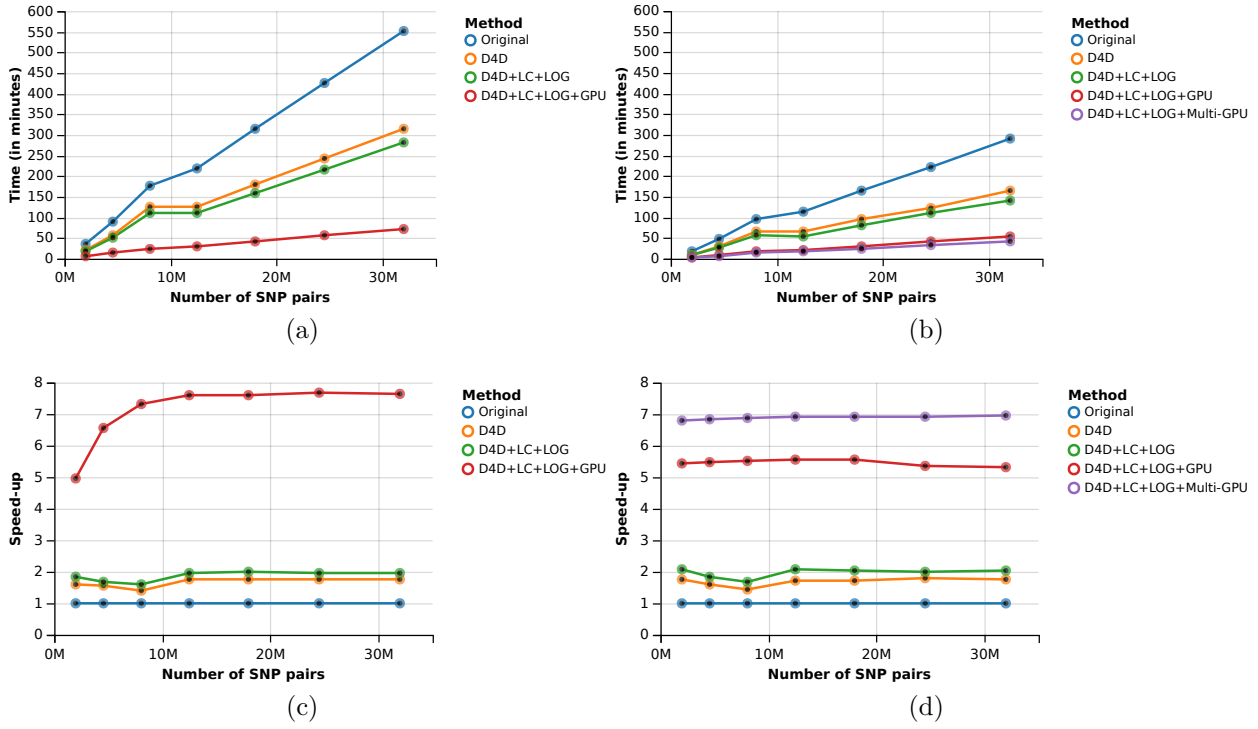 600
550
500
450
400
350
300
250
200
150
100
50
0
Time (in minutes)
0M 10M 20M 30M
Number of SNP pairs
Method
Original
D4D
D4D+LC+LOG
D4D+LC+LOG+GPU
(a)
600
550
500
450
400
350
300
250
200
150
100
50
0
Time (in minutes)
0M 10M 20M 30M
Number of SNP pairs
Method
Original
D4D
D4D+LC+LOG
D4D+LC+LOG+GPU
D4D+LC+LOG+Multi-GPU
(b)
8
7
6
5
4
3
2
1
0
Speed-up
0M 10M 20M 30M
Number of SNP pairs
Method
Original
D4D
D4D+LC+LOG
D4D+LC+LOG+GPU
(c)
8
7
6
5
4
3
2
1
0
Speed-up
0M 10M 20M 30M
Number of SNP pairs
Method
Original
D4D
D4D+LC+LOG
D4D+LC+LOG+GPU
D4D+LC+LOG+Multi-GPU
(d)